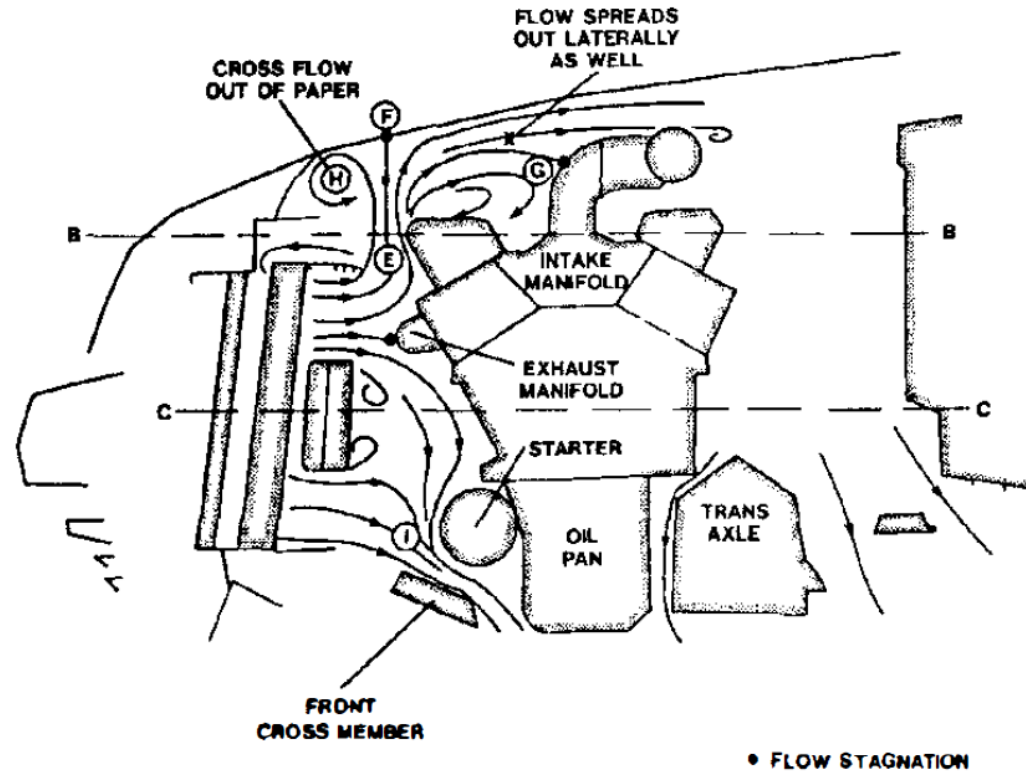 FLOW SPREADS
OUT LATERALLY
AS WELL
CROSS FLOW
OUT OF PAPER
F
H
G
B
B
E
INTAKE
MANIFOLD
EXHAUST
MANIFOLD
C
C
STARTER
TRANS
AXLE
OIL
PAN
I
FRONT
CROSS MEMBER
• FLOW STAGNATION